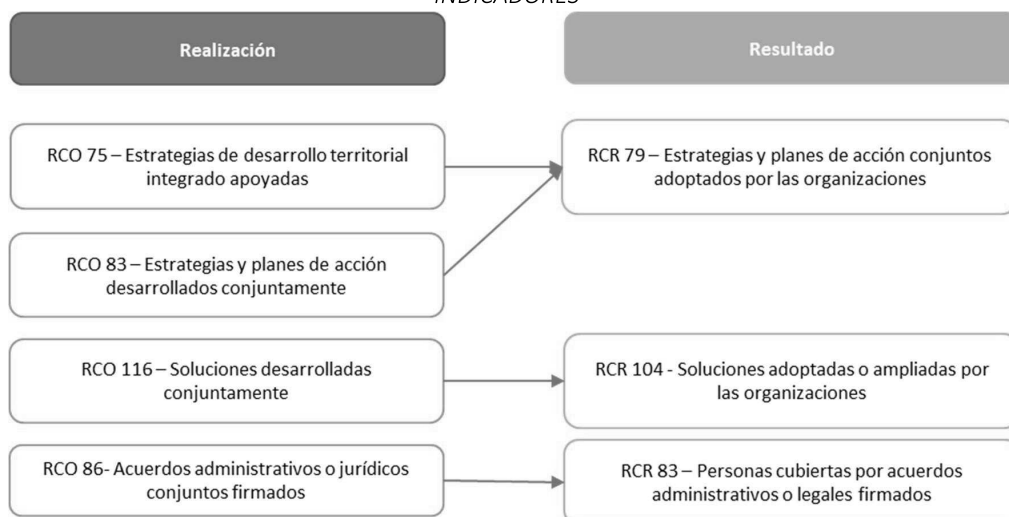 INDICADORES
Realización
Resultado
RCO 75 – Estrategias de desarrollo territorial
integrado apoyadas
RCR 79 – Estrategias y planes de acción conjuntos
adoptados por las organizaciones
RCO 83 – Estrategias y planes de acción
desarrollados conjuntamente
RCO 116 – Soluciones desarrolladas
conjuntamente
RCR 104 - Soluciones adoptadas o ampliadas por
las organizaciones
RCO 86- Acuerdos administrativos o jurídicos
conjuntos firmados
RCR 83 – Personas cubiertas por acuerdos
administrativos o legales firmados